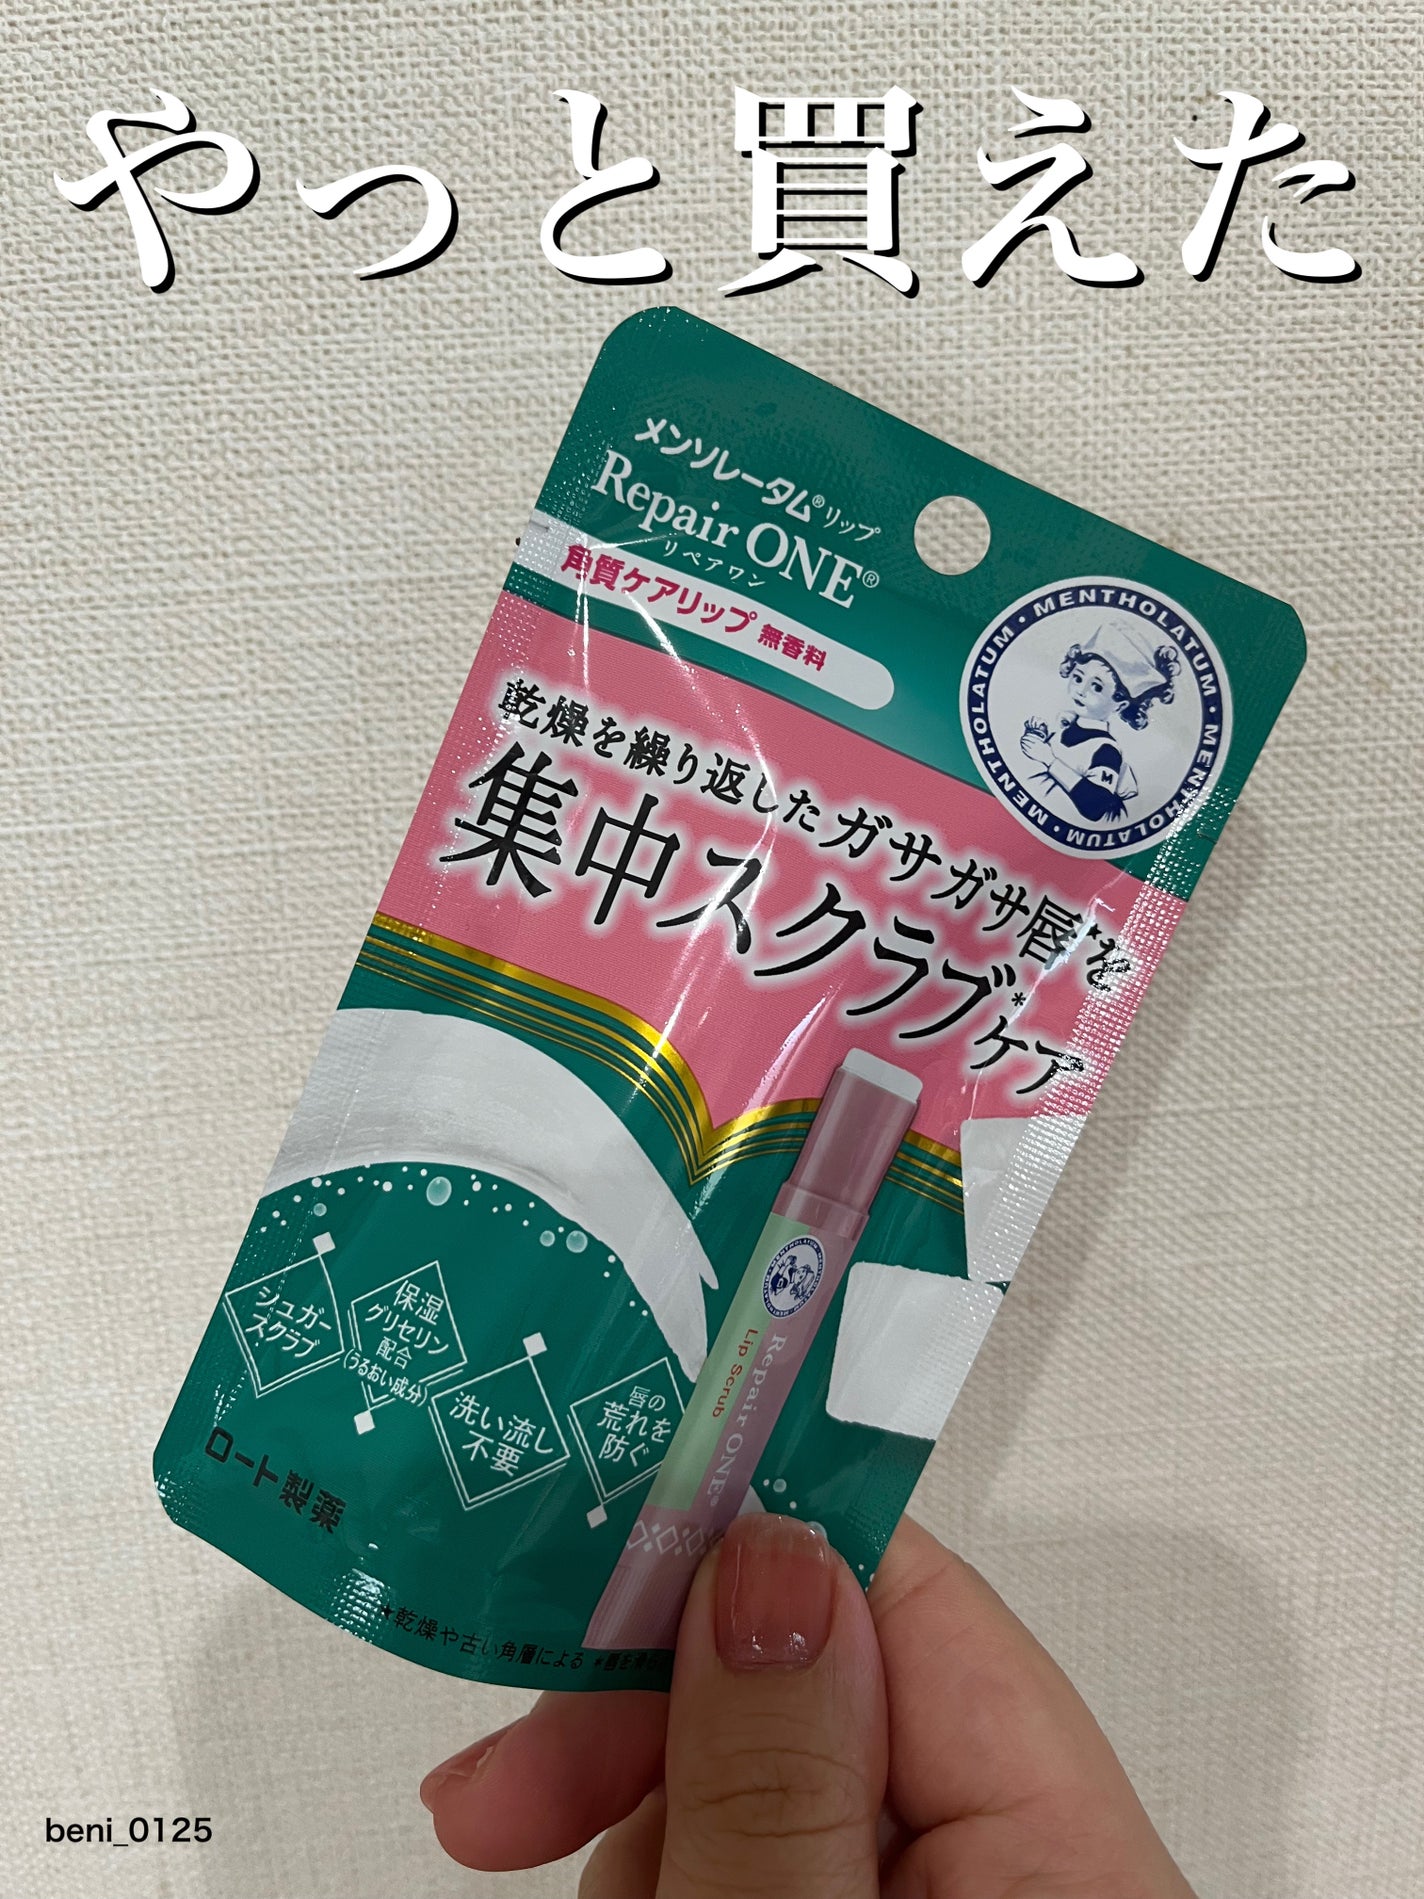 やっと買えた
メンソレータム®リップ
Repair ONE®
リペアワン
角質ケアリップ 無香料
MENTHOLATUM・MENTHOLATUM・MENTHOLATUM・
乾燥を繰り返したガサガサ唇*を
集中スクラブ*ケア
シュガー
スクラブ
保湿
グリセリン
配合
(うるおい成分)
洗い流し
不要
唇の
荒れを
防ぐ
Repair ONE®
Lip Scrub
ロート製薬
★乾燥や古い角層による
beni_0125